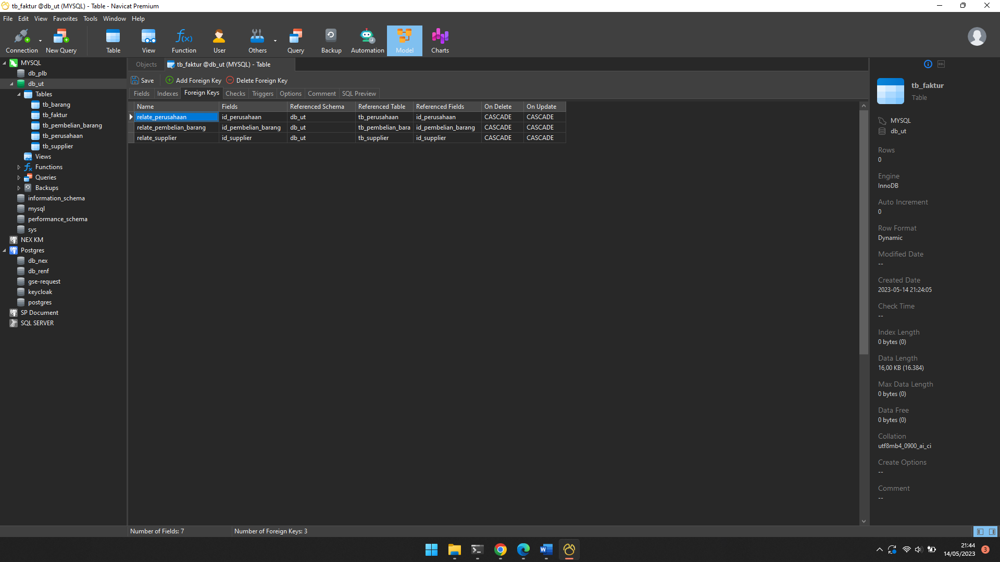 tb_faktur @db_ut (MYSQL) - Table - Navicat Premium
File Edit View Favorites Tools Window Help
Connection New Query Table View Function User Others Query Backup Automation Model Charts
MYSQL
db_plb
db_ut
Tables
tb_barang
tb_faktur
tb_pembelian_barang
tb_perusahaan
tb_supplier
Views
Functions
Queries
Backups
information_schema
mysql
performance_schema
sys
NEX KM
Postgres
db_nex
db_renf
gse-request
keycloak
postgres
SP Document
SQL SERVER
Objects tb_faktur @db_ut (MYSQL) - Table
Save Add Foreign Key Delete Foreign Key
Fields Indexes Foreign Keys Checks Triggers Options Comment SQL Preview
Name Fields Referenced Schema Referenced Table Referenced Fields On Delete On Update
relate_perusahaan id_perusahaan db_ut tb_perusahaan id_perusahaan CASCADE CASCADE
relate_pembelian_barang id_pembelian_barang db_ut tb_pembelian_bara id_pembelian_barang CASCADE CASCADE
relate_supplier id_supplier db_ut tb_supplier id_supplier CASCADE CASCADE
tb_faktur
Table
MYSQL
db_ut
Rows
0
Engine
InnoDB
Auto Increment
0
Row Format
Dynamic
Modified Date
--
Created Date
2023-05-14 21:24:05
Check Time
--
Index Length
0 bytes (0)
Data Length
16,00 KB (16.384)
Max Data Length
0 bytes (0)
Data Free
0 bytes (0)
Collation
utf8mb4_0900_ai_ci
Create Options
--
Comment
--
Number of Fields: 7 Number of Foreign Keys: 3
21:44
14/05/2023
3